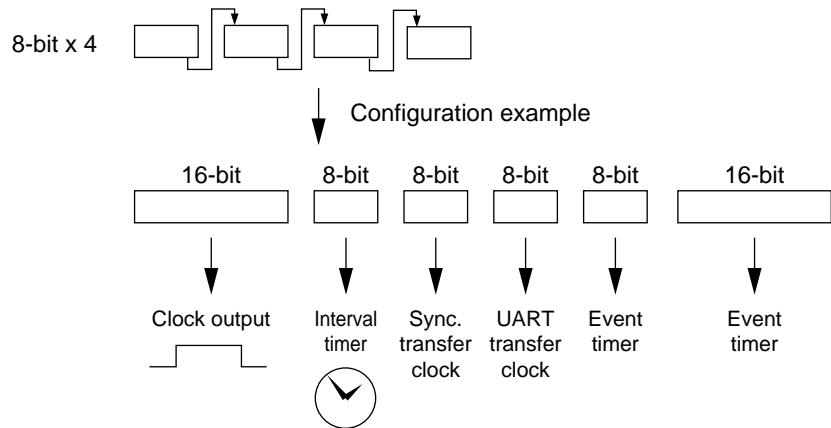 8-bit x 4
Configuration example
16-bit 8-bit 8-bit 8-bit 8-bit 16-bit
Clock output
Interval
timer
Sync.
transfer
clock
UART
transfer
clock
Event
timer
Event
timer